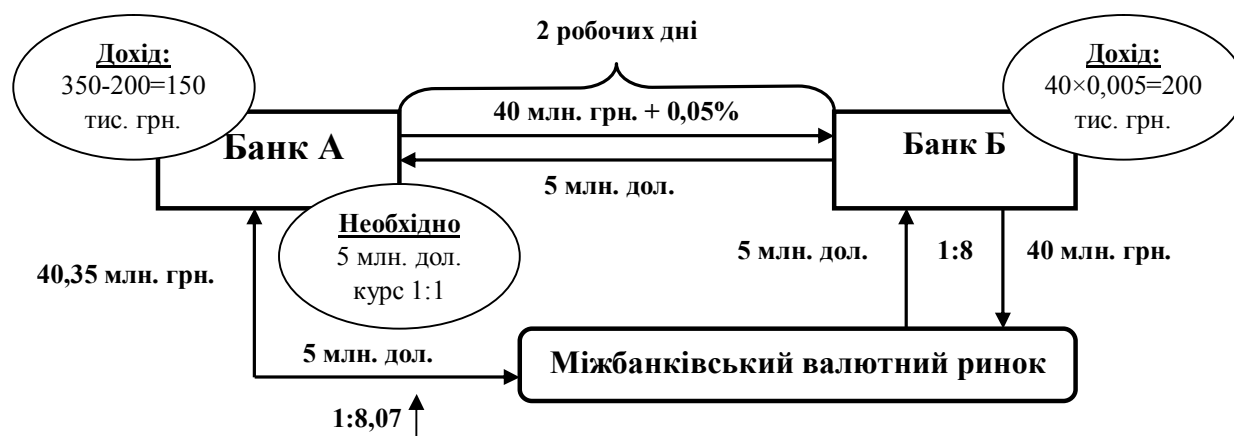 2 робочих дні
Дохід:
350-200=150
тис. грн.
Дохід:
40×0,005=200
тис. грн.
40 млн. грн. + 0,05%
Банк А
Банк Б
5 млн. дол.
Необхідно
5 млн. дол.
курс 1:1
40,35 млн. грн.
5 млн. дол.
1:8
40 млн. грн.
5 млн. дол.
Міжбанківський валютний ринок
1:8,07